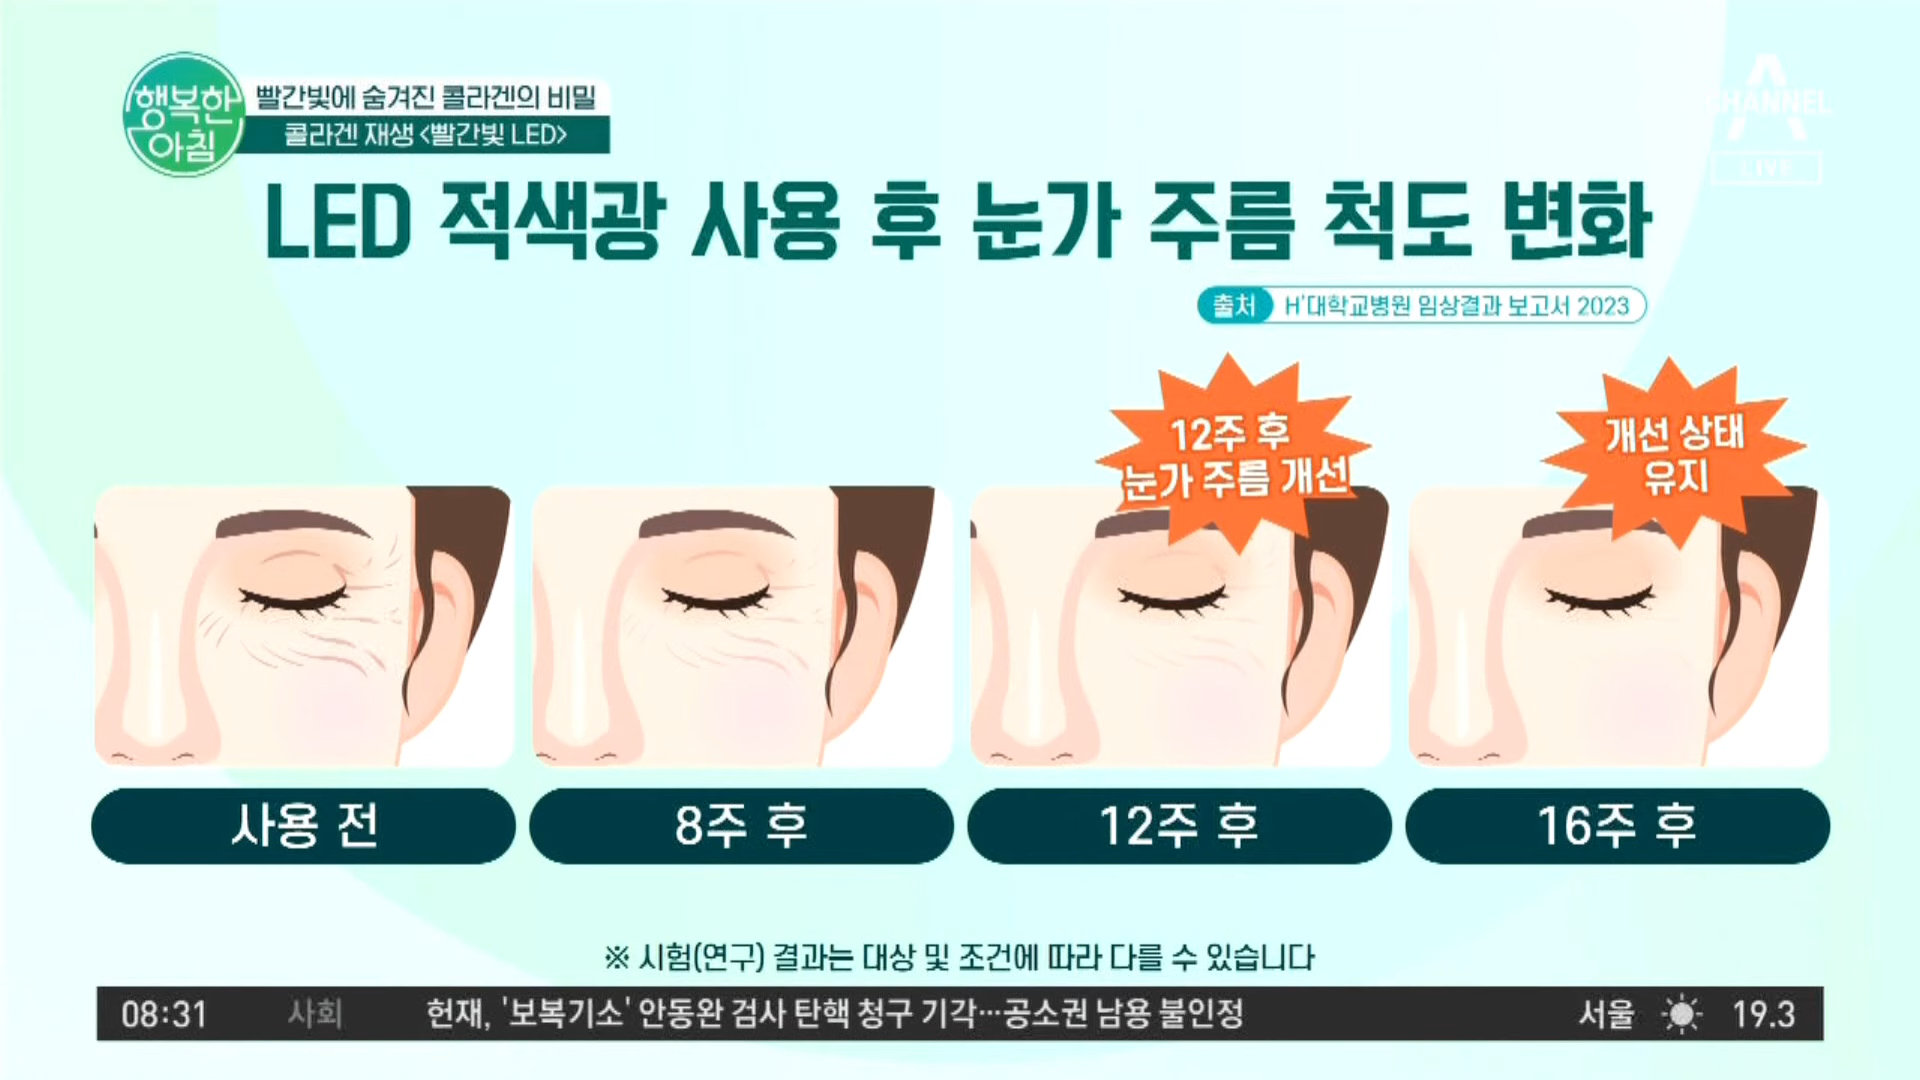 행복한
아침
빨간빛에 숨겨진 콜라겐의 비밀
콜라겐 재생 <빨간빛 LED>
CHANNEL A
LIVE
LED 적색광 사용 후 눈가 주름 척도 변화
출처 H'대학교병원 임상결과 보고서 2023
12주 후
눈가 주름 개선
개선 상태
유지
사용 전
8주 후
12주 후
16주 후
※ 시험(연구) 결과는 대상 및 조건에 따라 다를 수 있습니다
08:31 사회 헌재, '보복기소' 안동완 검사 탄핵 청구 기각…공소권 남용 불인정 서울 19.3